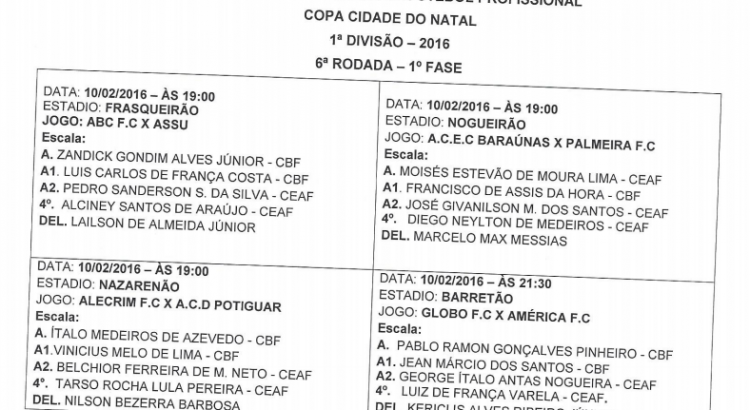 PROFISSIONAL
COPA CIDADE DO NATAL
1ª DIVISÃO – 2016
6ª RODADA – 1º FASE
DATA: 10/02/2016 – ÀS 19:00
ESTADIO: FRASQUEIRÃO
JOGO: ABC F.C X ASSU
Escala:
A. ZANDICK GONDIM ALVES JÚNIOR - CBF
A1. LUIS CARLOS DE FRANÇA COSTA - CBF
A2. PEDRO SANDERSON S. DA SILVA - CEAF
4º. ALCINEY SANTOS DE ARAÚJO - CEAF
DEL. LAILSON DE ALMEIDA JÚNIOR
DATA: 10/02/2016 – ÀS 19:00
ESTADIO: NOGUEIRÃO
JOGO: A.C.E.C BARAÚNAS X PALMEIRA F.C
Escala:
A. MOISÉS ESTEVÃO DE MOURA LIMA - CEAF
A1. FRANCISCO DE ASSIS DA HORA - CBF
A2. JOSÉ GIVANILSON M. DOS SANTOS - CEAF
4º. DIEGO NEYLTON DE MEDEIROS - CEAF
DEL. MARCELO MAX MESSIAS
DATA: 10/02/2016 – ÀS 19:00
ESTADIO: NAZARENÃO
JOGO: ALECRIM F.C X A.C.D POTIGUAR
Escala:
A. ÍTALO MEDEIROS DE AZEVEDO - CBF
A1.VINICIUS MELO DE LIMA - CBF
A2. BELCHIOR FERREIRA DE M. NETO - CEAF
4º. TARSO ROCHA LULA PEREIRA - CEAF
DEL. NILSON BEZERRA BARBOSA
DATA: 10/02/2016 – ÀS 21:30
ESTADIO: BARRETÃO
JOGO: GLOBO F.C X AMÉRICA F.C
Escala:
A. PABLO RAMON GONÇALVES PINHEIRO - CBF
A1. JEAN MÁRCIO DOS SANTOS - CBF
A2. GEORGE ÍTALO ANTAS NOGUEIRA - CEAF
4º. LUIZ DE FRANÇA VARELA - CEAF,
DEL. KERICLIS ALVES RIBEIRO